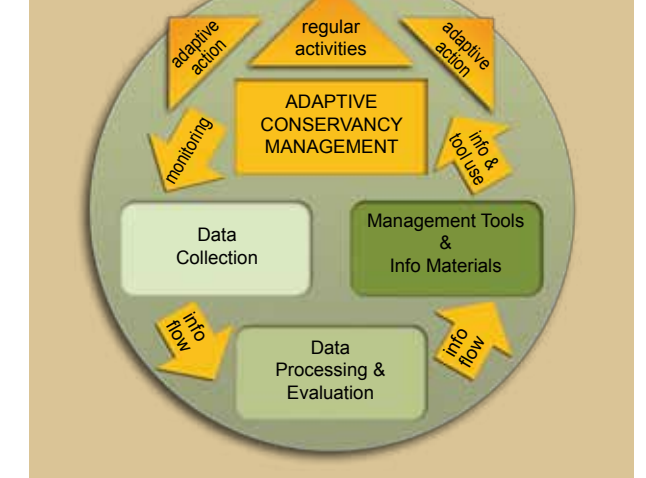 adaptive
action
regular
activities
adaptive
action
ADAPTIVE
CONSERVANCY
MANAGEMENT
monitoring
info &
tool use
Data
Collection
Management Tools
&
Info Materials
info
flow
Data
Processing &
Evaluation
info
flow